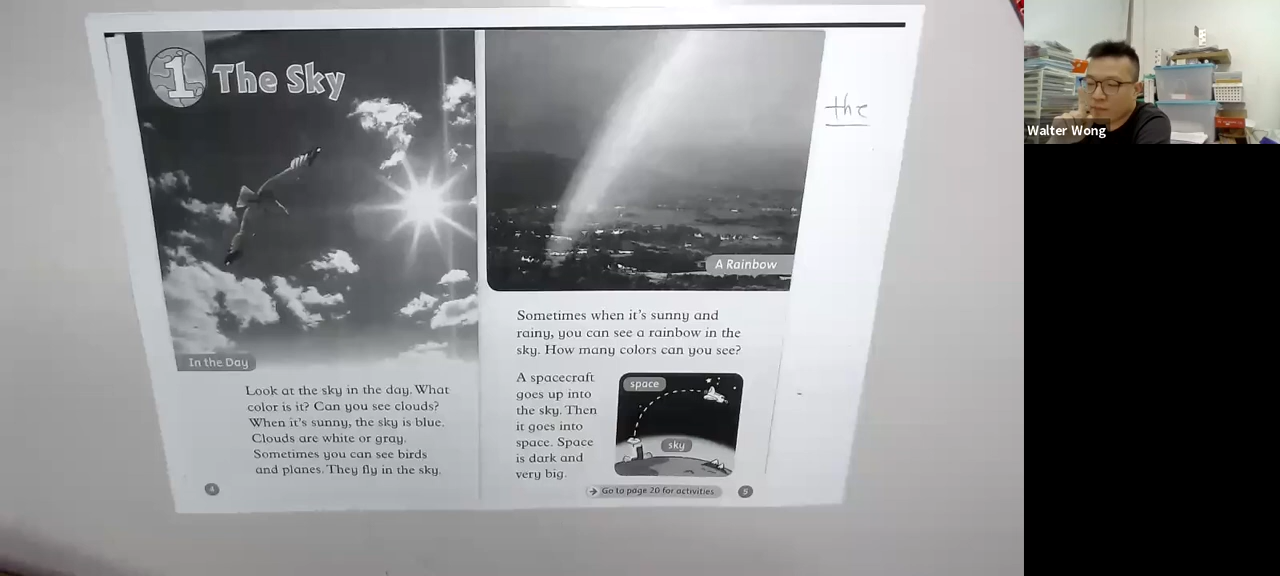 1 The Sky
In the Day
Look at the sky in the day. What
color is it? Can you see clouds?
When it's sunny, the sky is blue.
Clouds are white or gray.
Sometimes you can see birds
and planes. They fly in the sky.
4
A Rainbow
Sometimes when it's sunny and
rainy, you can see a rainbow in the
sky. How many colors can you see?
A spacecraft
goes up into
the sky. Then
it goes into
space. Space
is dark and
very big.
space
sky
→ Go to page 20 for activities
5
the
Walter Wong